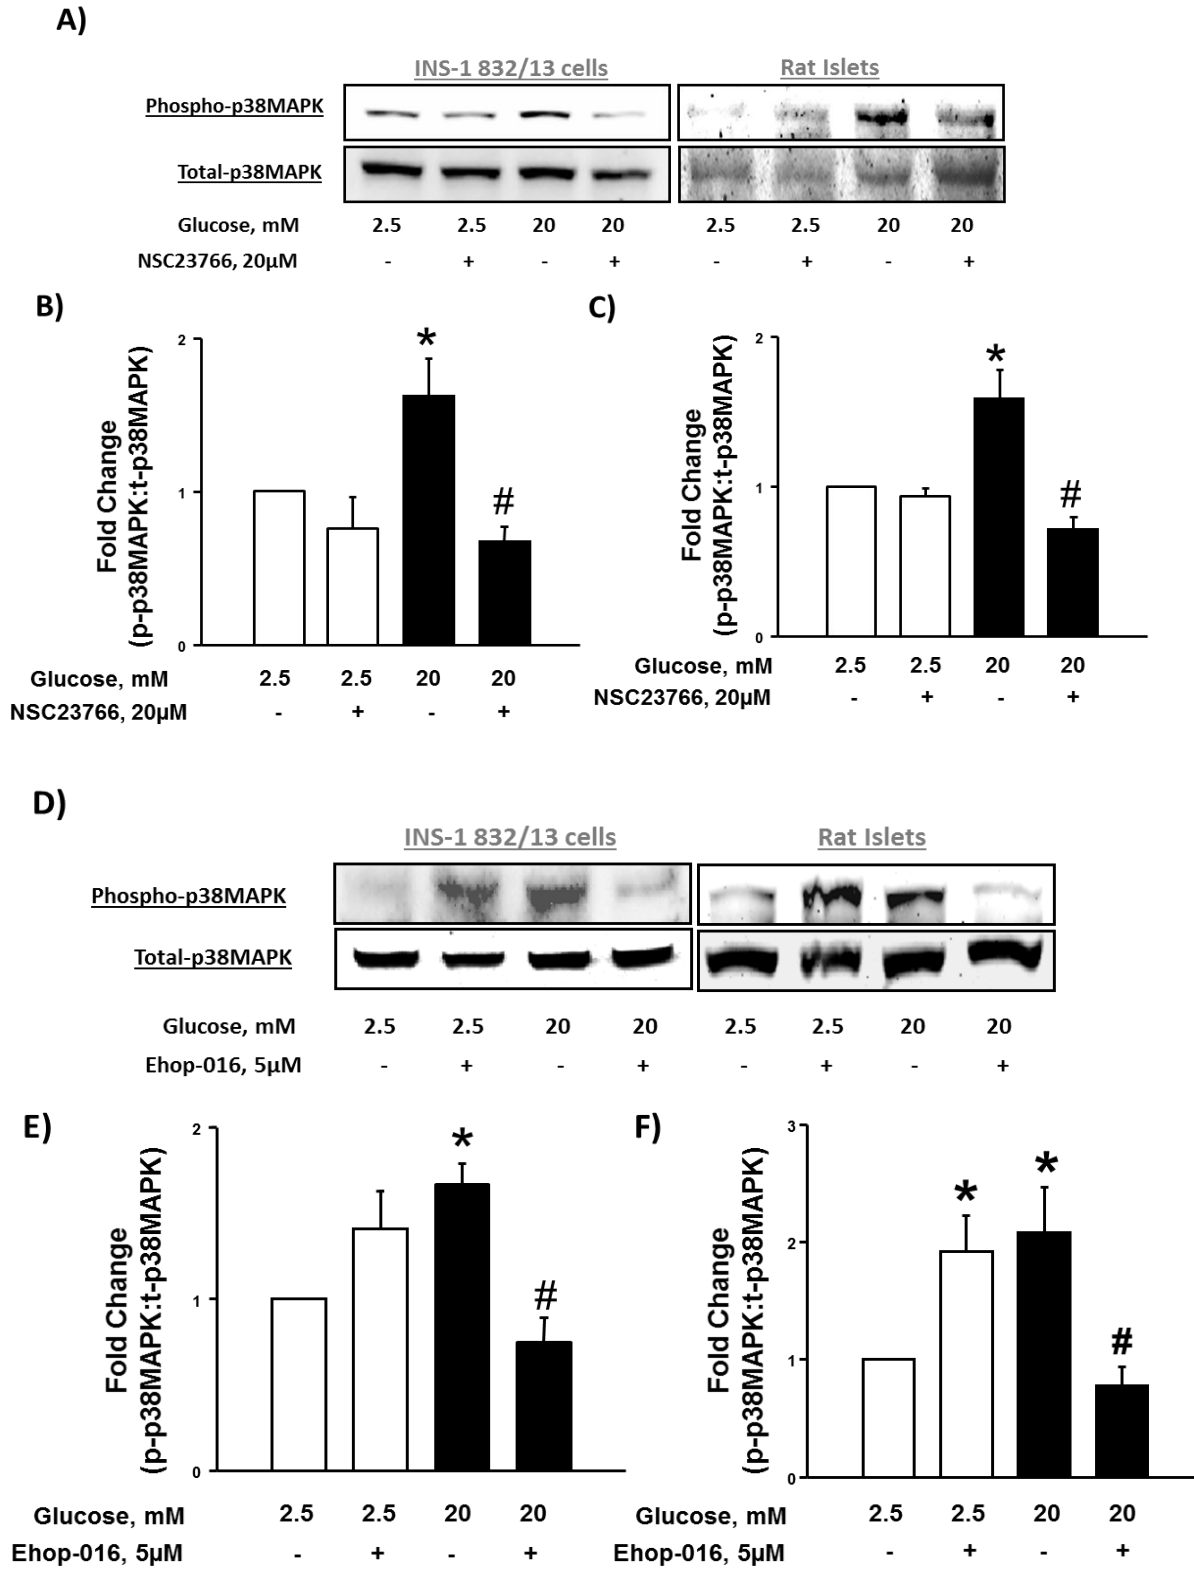 A)
INS-1 832/13 cells
Rat Islets
Phospho-p38MAPK
Total-p38MAPK
Glucose, mM 2.5 2.5 20 20 2.5 2.5 20 20
NSC23766, 20µM - + - + - + - +
B)
Fold Change
(p-p38MAPK:t-p38MAPK)
2
1
0
*
#
Glucose, mM 2.5 2.5 20 20
NSC23766, 20µM - + - +
C)
Fold Change
(p-p38MAPK:t-p38MAPK)
2
1
0
*
#
Glucose, mM 2.5 2.5 20 20
NSC23766, 20µM - + - +
D)
INS-1 832/13 cells
Rat Islets
Phospho-p38MAPK
Total-p38MAPK
Glucose, mM 2.5 2.5 20 20 2.5 2.5 20 20
Ehop-016, 5µM - + - + - + - +
E)
Fold Change
(p-p38MAPK:t-p38MAPK)
2
1
0
*
#
Glucose, mM 2.5 2.5 20 20
Ehop-016, 5µM - + - +
F)
Fold Change
(p-p38MAPK:t-p38MAPK)
3
2
1
0
*
*
#
Glucose, mM 2.5 2.5 20 20
Ehop-016, 5µM - + - +